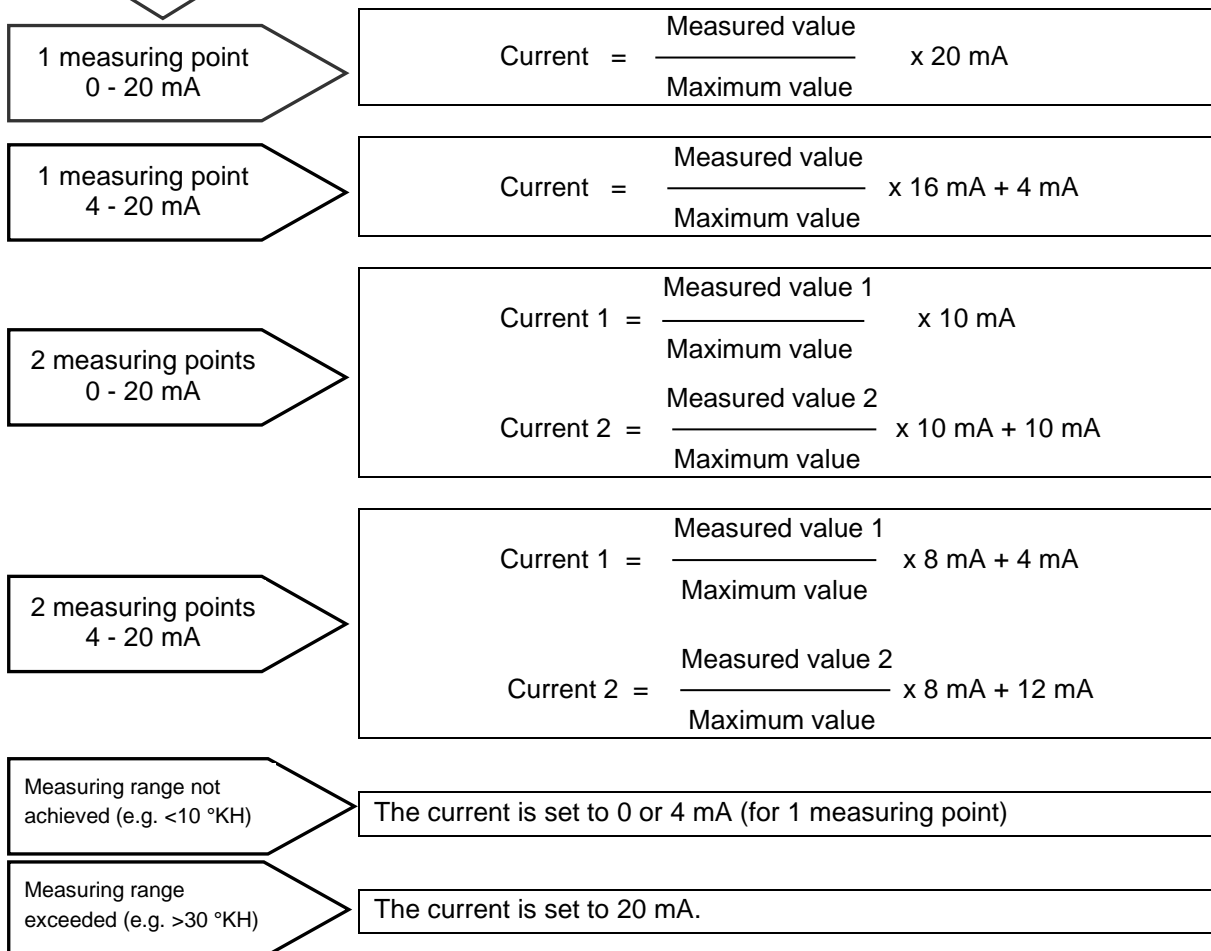 1 measuring point
0 - 20 mA
Measured value
Current = x 20 mA
Maximum value
1 measuring point
4 - 20 mA
Measured value
Current = x 16 mA + 4 mA
Maximum value
2 measuring points
0 - 20 mA
Measured value 1
Current 1 = x 10 mA
Maximum value
Measured value 2
Current 2 = x 10 mA + 10 mA
Maximum value
2 measuring points
4 - 20 mA
Measured value 1
Current 1 = x 8 mA + 4 mA
Maximum value
Measured value 2
Current 2 = x 8 mA + 12 mA
Maximum value
Measuring range not
achieved (e.g. <10 °KH)
The current is set to 0 or 4 mA (for 1 measuring point)
Measuring range
exceeded (e.g. >30 °KH)
The current is set to 20 mA.